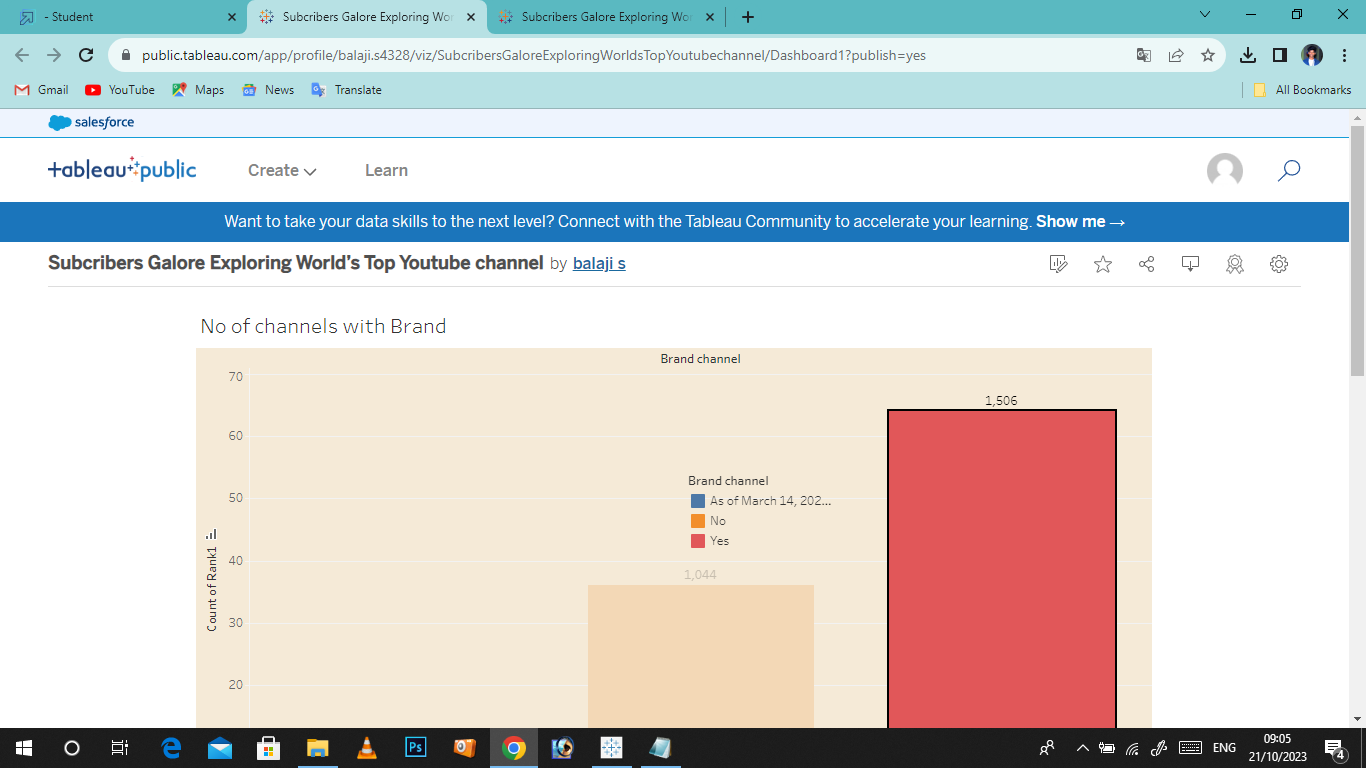 - Student
Subcribers Galore Exploring Wor
Subcribers Galore Exploring Wor
public.tableau.com/app/profile/balaji.s4328/viz/SubcribersGaloreExploringWorldsTopYoutubechannel/Dashboard1?publish=yes
Gmail YouTube Maps News Translate All Bookmarks
salesforce
+ableau public Create Learn
Want to take your data skills to the next level? Connect with the Tableau Community to accelerate your learning. Show me →
Subcribers Galore Exploring World's Top Youtube channel by balaji s
No of channels with Brand
Brand channel
70
60
50
40
30
20
Count of Rank1
1,506
Brand channel
As of March 14, 202...
No
Yes
1,044
Ps
ENG
09:05
21/10/2023
4